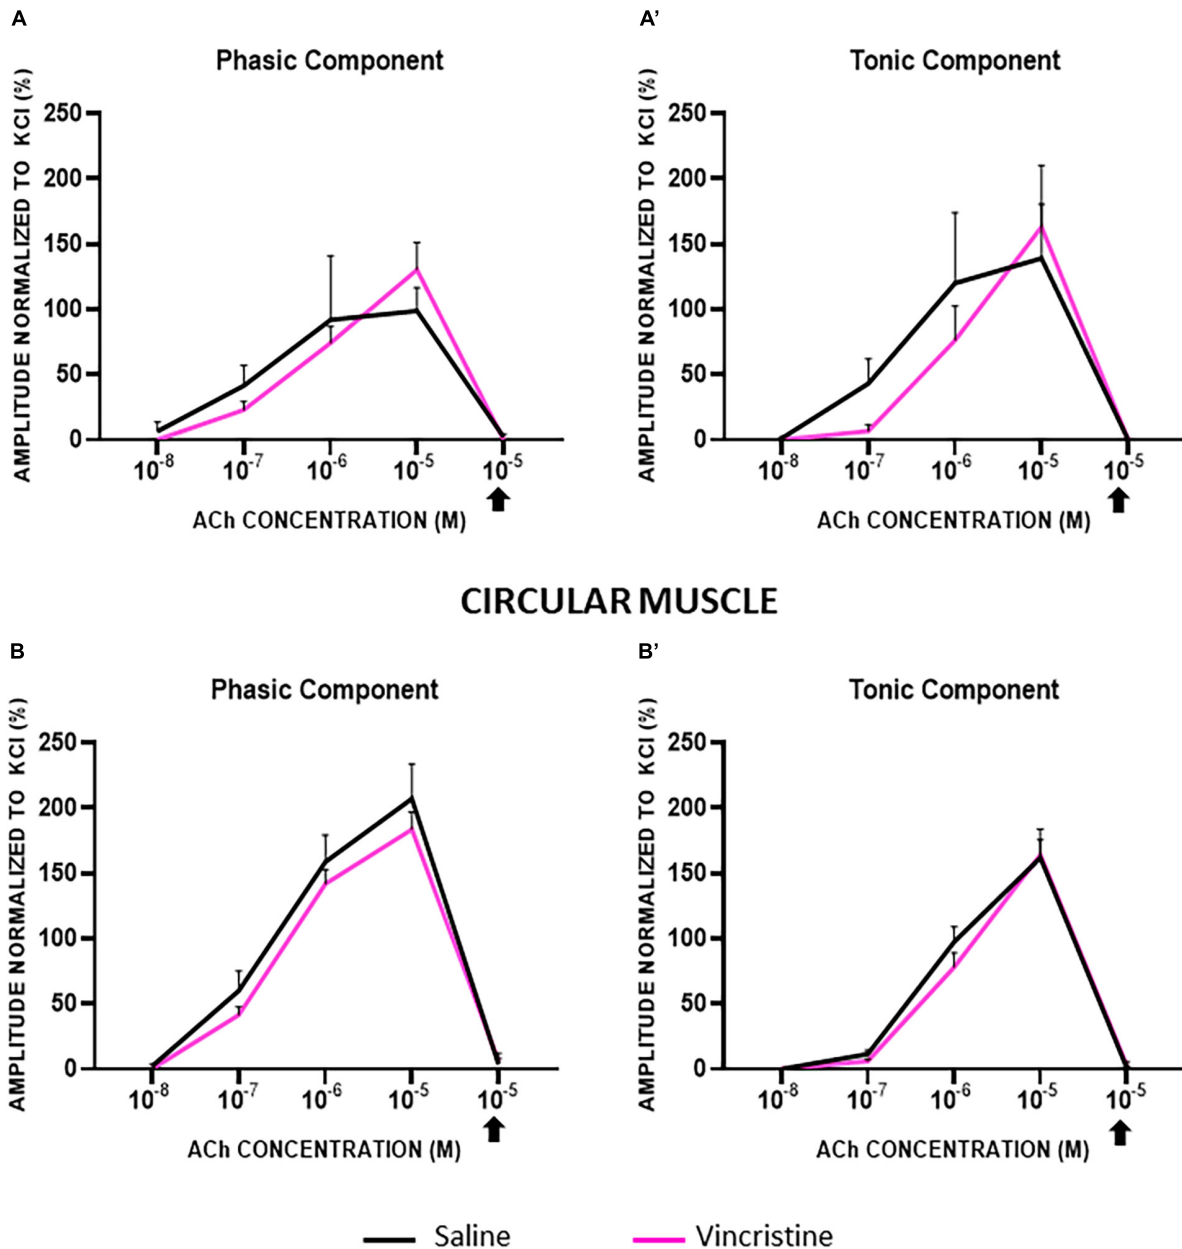 A
A’
Phasic Component
Tonic Component
AMPLITUDE NORMALIZED TO KCl (%)
250
200
150
100
50
0
10-8
10-7
10-6
10-5
10-5
ACh CONCENTRATION (M)
AMPLITUDE NORMALIZED TO KCl (%)
250
200
150
100
50
0
10-8
10-7
10-6
10-5
10-5
ACh CONCENTRATION (M)
CIRCULAR MUSCLE
B
B’
Phasic Component
Tonic Component
AMPLITUDE NORMALIZED TO KCl (%)
250
200
150
100
50
0
10-8
10-7
10-6
10-5
10-5
ACh CONCENTRATION (M)
AMPLITUDE NORMALIZED TO KCl (%)
250
200
150
100
50
0
10-8
10-7
10-6
10-5
10-5
ACh CONCENTRATION (M)
Saline
Vincristine